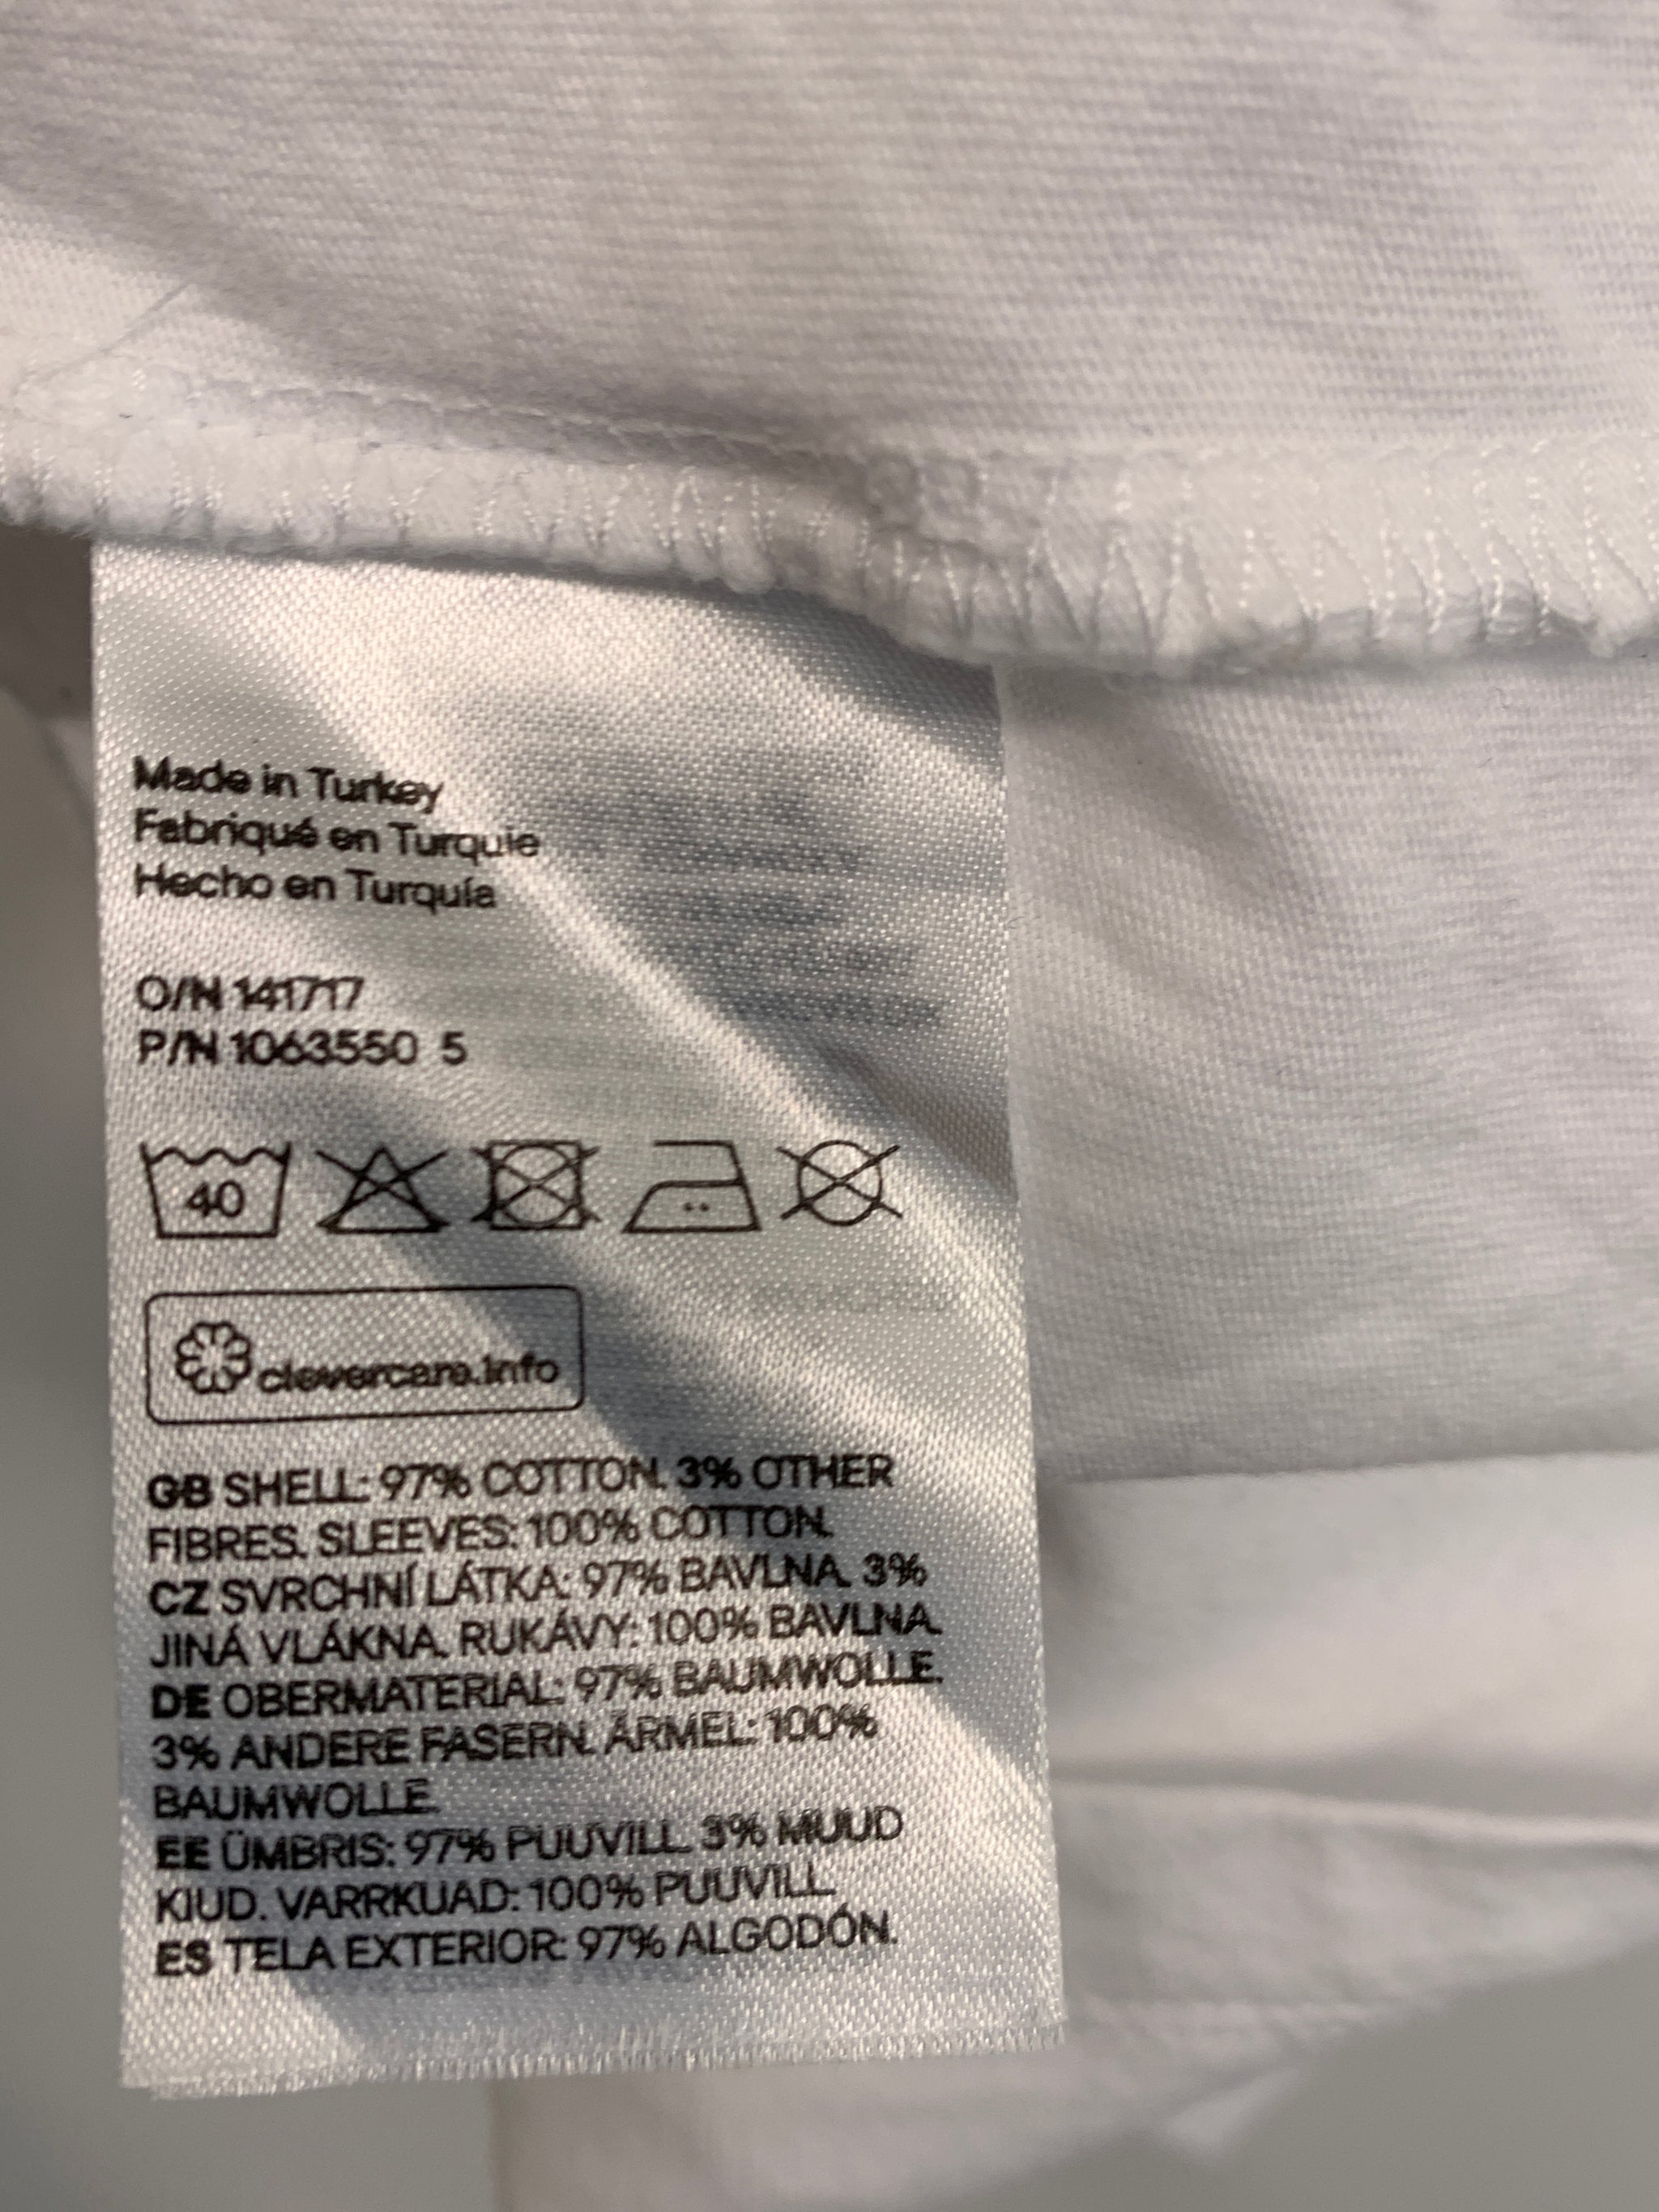 Made in Turkey
Fabriqué en Turquie
Hecho en Turquía
O/N 141717
P/N 1063550 5
40
clevercare.info
GB SHELL: 97% COTTON. 3% OTHER
FIBRES. SLEEVES: 100% COTTON.
CZ SVRCHNÍ LÁTKA: 97% BAVLNA. 3%
JINÁ VLÁKNA. RUKÁVY: 100% BAVLNA.
DE OBERMATERIAL: 97% BAUMWOLLE.
3% ANDERE FASERN. ÄRMEL: 100%
BAUMWOLLE.
EE ÜMBRIS: 97% PUUVILL. 3% MUUD
KIUD. VARRKUAD: 100% PUUVILL.
ES TELA EXTERIOR: 97% ALGODÓN.